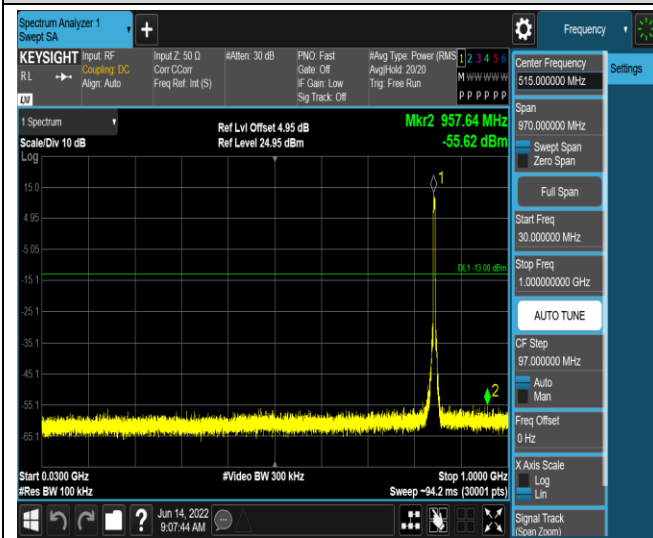 Spectrum Analyzer 1
Swept SA
Frequency
KEYSIGHT
RL
LXI
Input: RF
Coupling: DC
Align: Auto
Input Z: 50 Ω
Corr CCorr
Freq Ref: Int (S)
#Atten: 30 dB
PNO: Fast
Gate: Off
IF Gain: Low
Sig Track: Off
#Avg Type: Power (RMS
Avg|Hold: 20/20
Trig: Free Run
1 2 3 4 5 6
M W W W W W
P P P P P P
1 Spectrum
Scale/Div 10 dB
Log
Ref Lvl Offset 4.95 dB
Ref Level 24.95 dBm
Mkr2 957.64 MHz
-55.62 dBm
15.0
4.95
-5.05
-15.1
-25.1
-35.1
-45.1
-55.1
-65.1
1
DL1 -13.00 dBm
2
Start 0.0300 GHz
#Res BW 100 kHz
#Video BW 300 kHz
Stop 1.0000 GHz
Sweep ~94.2 ms (30001 pts)
Jun 14, 2022
9:07:44 AM
Center Frequency
515.000000 MHz
Settings
Span
970.000000 MHz
Swept Span
Zero Span
Full Span
Start Freq
30.000000 MHz
Stop Freq
1.000000000 GHz
AUTO TUNE
CF Step
97.000000 MHz
Auto
Man
Freq Offset
0 Hz
X Axis Scale
Log
Lin
Signal Track
(Span Zoom)